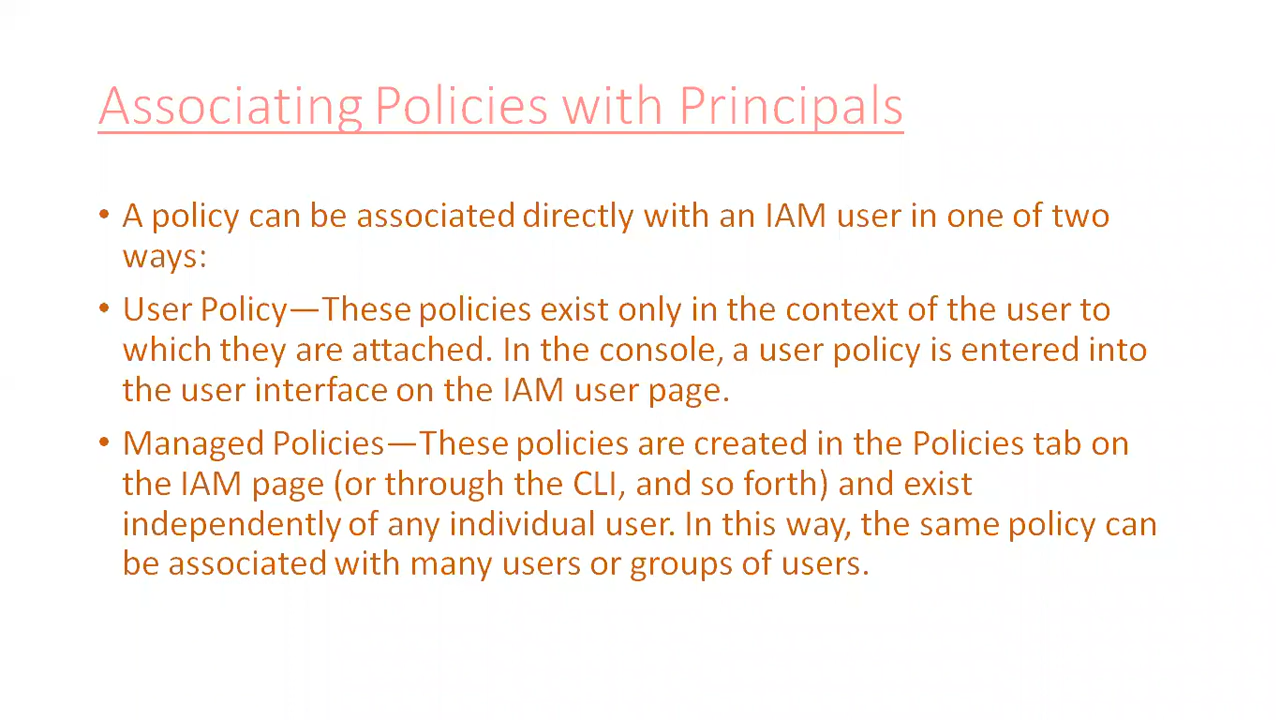 Associating Policies with Principals
• A policy can be associated directly with an IAM user in one of two
ways:
• User Policy—These policies exist only in the context of the user to
which they are attached. In the console, a user policy is entered into
the user interface on the IAM user page.
• Managed Policies—These policies are created in the Policies tab on
the IAM page (or through the CLI, and so forth) and exist
independently of any individual user. In this way, the same policy can
be associated with many users or groups of users.